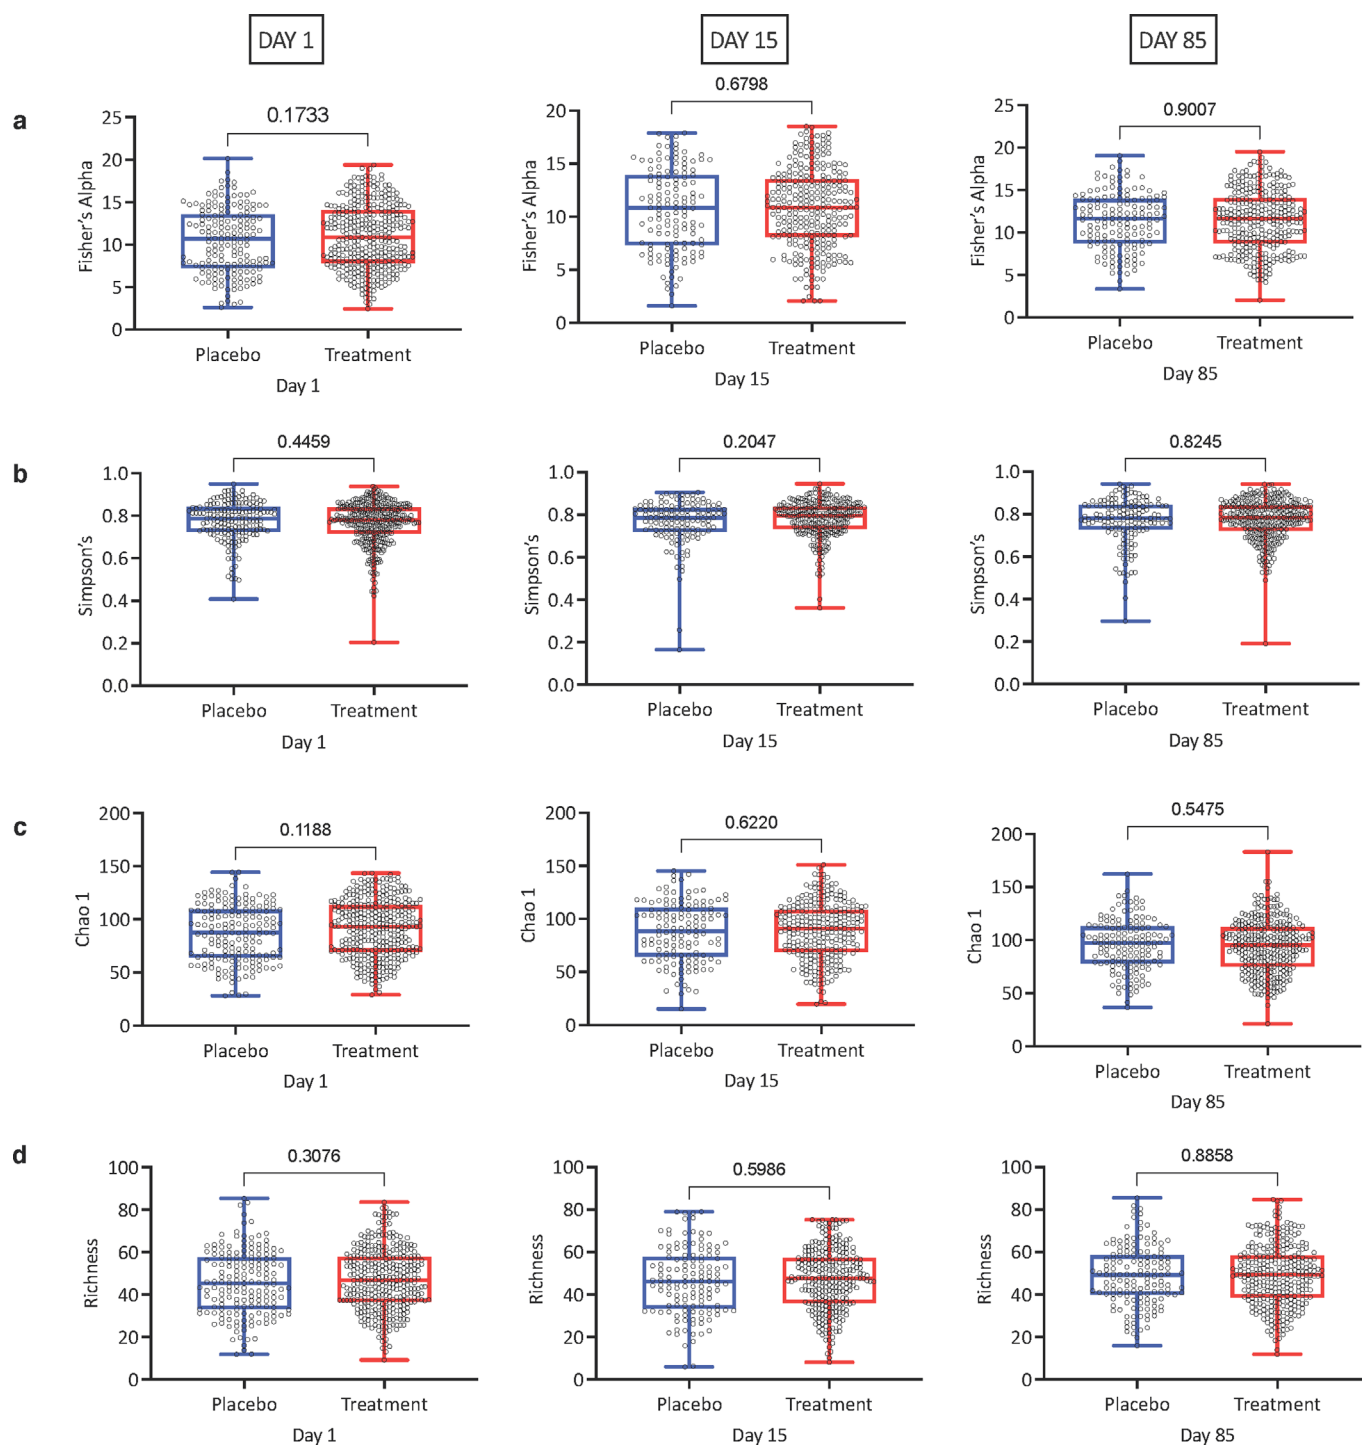 DAY 1
DAY 15
DAY 85
a
Fisher's Alpha
25
20
15
10
5
0
0.1733
Placebo
Treatment
Day 1
Fisher's Alpha
20
15
10
5
0
0.6798
Placebo
Treatment
Day 15
Fisher's Alpha
25
20
15
10
5
0
0.9007
Placebo
Treatment
Day 85
b
Simpson's
1.0
0.8
0.6
0.4
0.2
0.0
0.4459
Placebo
Treatment
Day 1
Simpson's
1.0
0.8
0.6
0.4
0.2
0.0
0.2047
Placebo
Treatment
Day 15
Simpson's
1.0
0.8
0.6
0.4
0.2
0.0
0.8245
Placebo
Treatment
Day 85
c
Chao 1
200
150
100
50
0
0.1188
Placebo
Treatment
Day 1
Chao 1
200
150
100
50
0
0.6220
Placebo
Treatment
Day 15
Chao 1
200
150
100
50
0
0.5475
Placebo
Treatment
Day 85
d
Richness
100
80
60
40
20
0
0.3076
Placebo
Treatment
Day 1
Richness
100
80
60
40
20
0
0.5986
Placebo
Treatment
Day 15
Richness
100
80
60
40
20
0
0.8858
Placebo
Treatment
Day 85